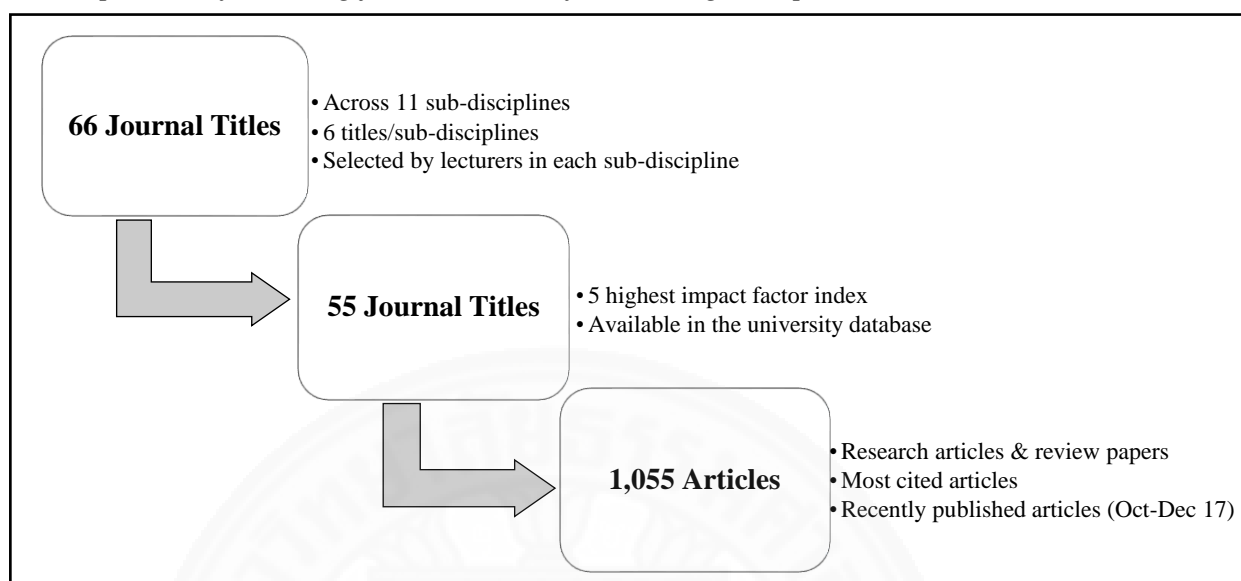 66 Journal Titles
• Across 11 sub-disciplines
• 6 titles/sub-disciplines
• Selected by lecturers in each sub-discipline
55 Journal Titles
• 5 highest impact factor index
• Available in the university database
1,055 Articles
• Research articles & review papers
• Most cited articles
• Recently published articles (Oct-Dec 17)